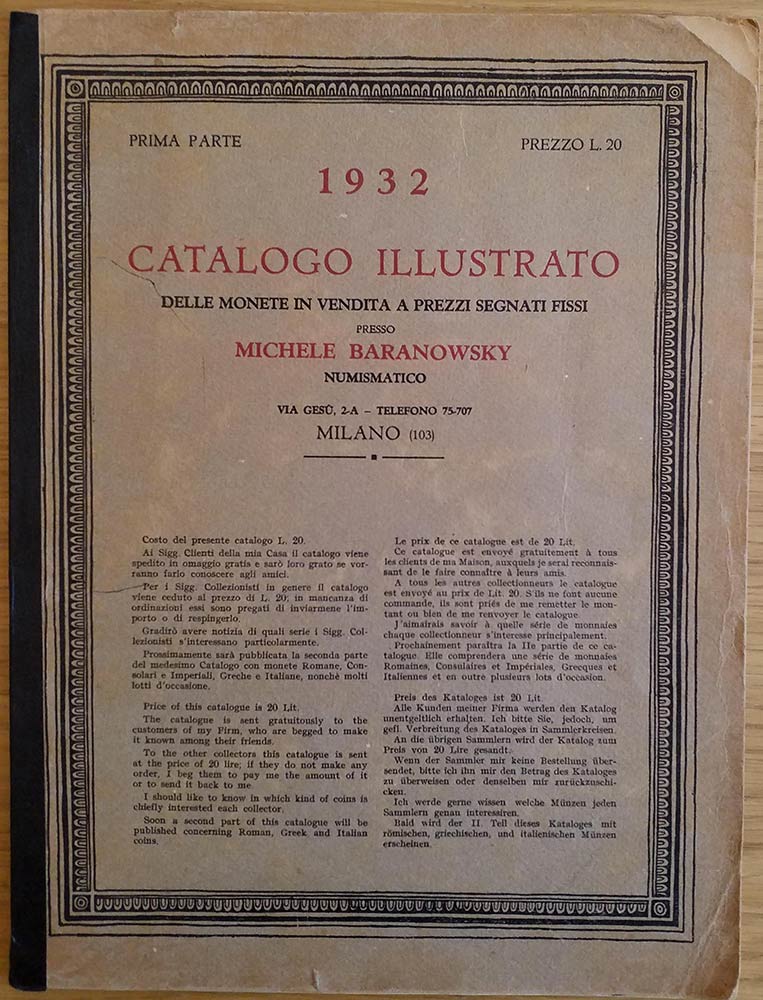 PRIMA PARTE
PREZZO L. 20
1932
CATALOGO ILLUSTRATO
DELLE MONETE IN VENDITA A PREZZI SEGNATI FISSI
PRESSO
MICHELE BARANOWSKY
NUMISMATICO
VIA GESÙ, 2-A – TELEFONO 75-707
MILANO (103)
Costo del presente catalogo L. 20.
Ai Sigg. Clienti della mia Casa il catalogo viene
spedito in omaggio gratis e sarò loro grato se vor-
ranno farlo conoscere agli amici.
Per i Sigg. Collezionisti in genere il catalogo
viene ceduto al prezzo di L. 20; in mancanza di
ordinazioni essi sono pregati di inviarmene l'im-
porto o di respingerlo.
Gradirò avere notizia di quali serie i Sigg. Col-
lezionisti s'interessano particolarmente.
Prossimamente sarà pubblicata la seconda parte
del medesimo Catalogo con monete Romane, Con-
solari e Imperiali, Greche e Italiane, nonchè molti
lotti d'occasione.
Price of this catalogue is 20 Lit.
The catalogue is sent gratuitously to the
customers of my Firm, who are begged to make
it known among their friends.
To the other collectors this catalogue is sent
at the price of 20 lire; if they do not make any
order, I beg them to pay me the amount of it
or to send it back to me.
I should like to know in which kind of coins is
chiefly interested each collector.
Soon a second part of this catalogue will be
published concerning Roman, Greek and Italian
coins.
Le prix de ce catalogue est de 20 Lit.
Ce catalogue est envoyé gratuitement à tous
les clients de ma Maison, auxquels je serai reconnais-
sant de le faire connaître à leurs amis.
A tous les autres collectionneurs le catalogue
est envoyé au prix de Lit. 20. S'ils ne font aucune
commande, ils sont priés de me remetter le mon-
tant ou bien de me renvoyer le catalogue.
J'aimairais savoir à quelle série de monnaies
chaque collectionneur s'interesse principalement.
Prochainement paraîtra la IIe partie de ce ca-
talogue. Elle comprendera une série de monnaies
Romaines, Consulaires et Impériales, Grecques et
Italiennes et en outre plusieurs lots d'occasion.
Preis des Kataloges ist 20 Lit.
Alle Kunden meiner Firma werden den Katalog
unentgeltlich erhalten. Ich bitte Sie, jedoch, um
gefl. Verbreitung des Kataloges in Sammlerkreisen.
An die übrigen Sammlern wird der Katalog zum
Preis von 20 Lire gesandt.
Wenn der Sammler mir keine Bestellung über-
sendet, bitte ich ihn mir den Betrag des Kataloges
zu überweisen oder denselben mir zurückzuschi-
cken.
Ich werde gerne wissen welche Münzen jeden
Sammlern genan interessiren.
Bald wird der II. Teil dieses Kataloges mit
römischen, griechischen, und italienischen Münzen
erscheinen.